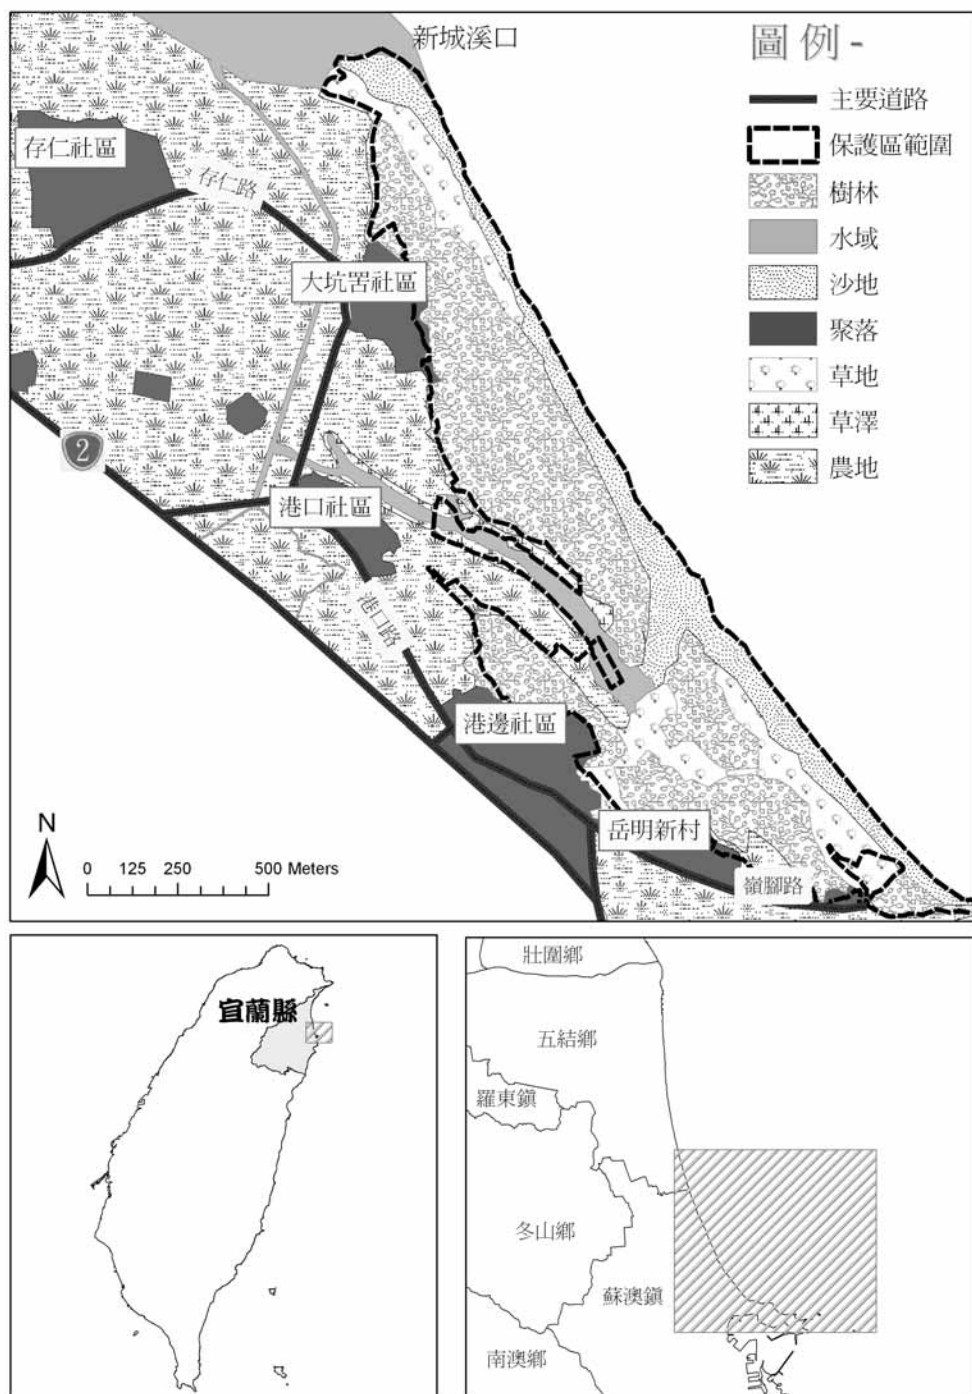 新城溪口
圖例-
主要道路
保護區範圍
樹林
水域
沙地
聚落
草地
草澤
農地
存仁社區
存仁路
大坑罟社區
2
港口社區
港口路
港邊社區
岳明新村
嶺腳路
N
0 125 250 500 Meters
宜蘭縣
壯圍鄉
五結鄉
羅東鎮
冬山鄉
蘇澳鎮
南澳鄉